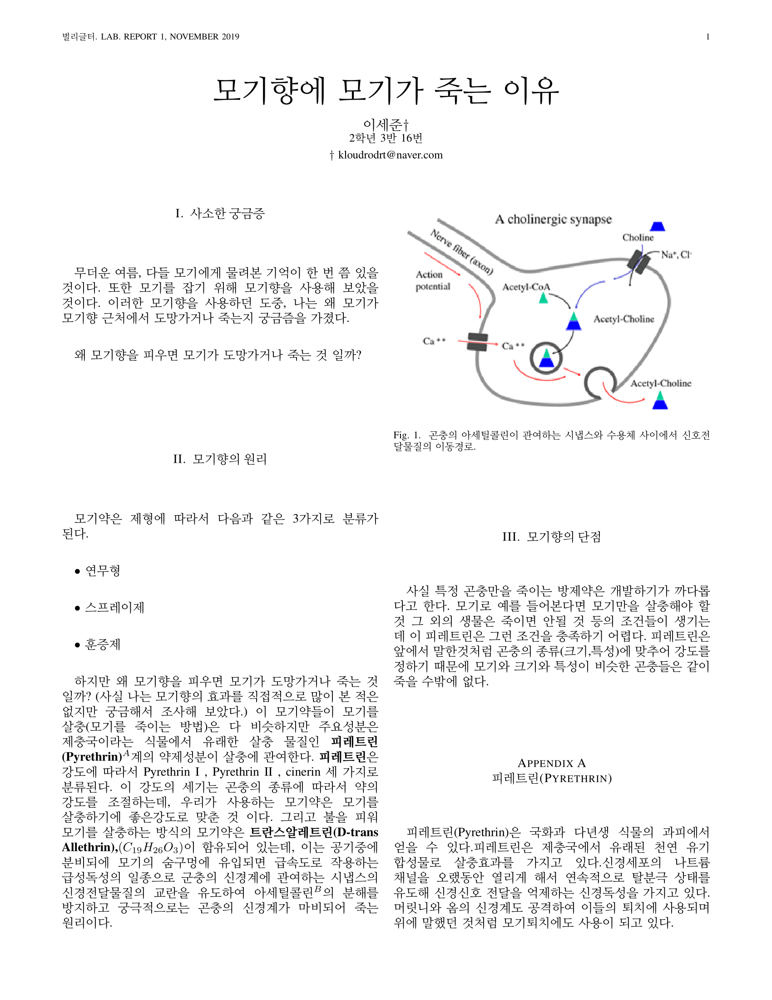 벌리글터. LAB. REPORT 1, NOVEMBER 2019
1
모기향에 모기가 죽는 이유
이세준†
2학년 3반 16번
† kloudrodrt@naver.com
I. 사소한 궁금증
무더운 여름, 다들 모기에게 물려본 기억이 한 번 쯤 있을
것이다. 또한 모기를 잡기 위해 모기향을 사용해 보았을
것이다. 이러한 모기향을 사용하던 도중, 나는 왜 모기가
모기향 근처에서 도망가거나 죽는지 궁금즘을 가졌다.
왜 모기향을 피우면 모기가 도망가거나 죽는 것 일까?
II. 모기향의 원리
모기약은 제형에 따라서 다음과 같은 3가지로 분류가
된다.
• 연무형
• 스프레이제
• 훈증제
하지만 왜 모기향을 피우면 모기가 도망가거나 죽는 것
일까? (사실 나는 모기향의 효과를 직접적으로 많이 본 적은
없지만 궁금해서 조사해 보았다.) 이 모기약들이 모기를
살충(모기를 죽이는 방법)은 다 비슷하지만 주요성분은
제충국이라는 식물에서 유래한 살충 물질인 피레트린
(Pyrethrin)^A계의 약제성분이 살충에 관여한다. 피레트린은
강도에 따라서 Pyrethrin I , Pyrethrin II , cinerin 세 가지로
분류된다. 이 강도의 세기는 곤충의 종류에 따라서 약의
강도를 조절하는데, 우리가 사용하는 모기약은 모기를
살충하기에 좋은강도로 맞춘 것 이다. 그리고 불을 피워
모기를 살충하는 방식의 모기약은 트란스알레트린(D-trans
Allethrin),(C₁₉H₂₆O₃)이 함유되어 있는데, 이는 공기중에
분비되에 모기의 숨구멍에 유입되면 급속도로 작용하는
급성독성의 일종으로 군충의 신경계에 관여하는 시냅스의
신경전달물질의 교란을 유도하여 아세틸콜린^B의 분해를
방지하고 궁극적으로는 곤충의 신경계가 마비되어 죽는
원리이다.
A cholinergic synapse
Choline
Na⁺, Cl⁻
Nerve fiber (axon)
Action
potential
Acetyl-CoA
Acetyl-Choline
Ca ⁺⁺
Ca ⁺⁺
Acetyl-Choline
Fig. 1. 곤충의 아세틸콜린이 관여하는 시냅스와 수용체 사이에서 신호전
달물질의 이동경로.
III. 모기향의 단점
사실 특정 곤충만을 죽이는 방제약은 개발하기가 까다롭
다고 한다. 모기로 예를 들어본다면 모기만을 살충해야 할
것 그 외의 생물은 죽이면 안될 것 등의 조건들이 생기는
데 이 피레트린은 그런 조건을 충족하기 어렵다. 피레트린은
앞에서 말한것처럼 곤충의 종류(크기,특성)에 맞추어 강도를
정하기 때문에 모기와 크기와 특성이 비슷한 곤충들은 같이
죽을 수밖에 없다.
APPENDIX A
피레트린(PYRETHRIN)
피레트린(Pyrethrin)은 국화과 다년생 식물의 과피에서
얻을 수 있다.피레트린은 제충국에서 유래된 천연 유기
합성물로 살충효과를 가지고 있다.신경세포의 나트륨
채널을 오랬동안 열리게 해서 연속적으로 탈분극 상태를
유도해 신경신호 전달을 억제하는 신경독성을 가지고 있다.
머릿니와 옴의 신경계도 공격하여 이들의 퇴치에 사용되며
위에 말했던 것처럼 모기퇴치에도 사용이 되고 있다.